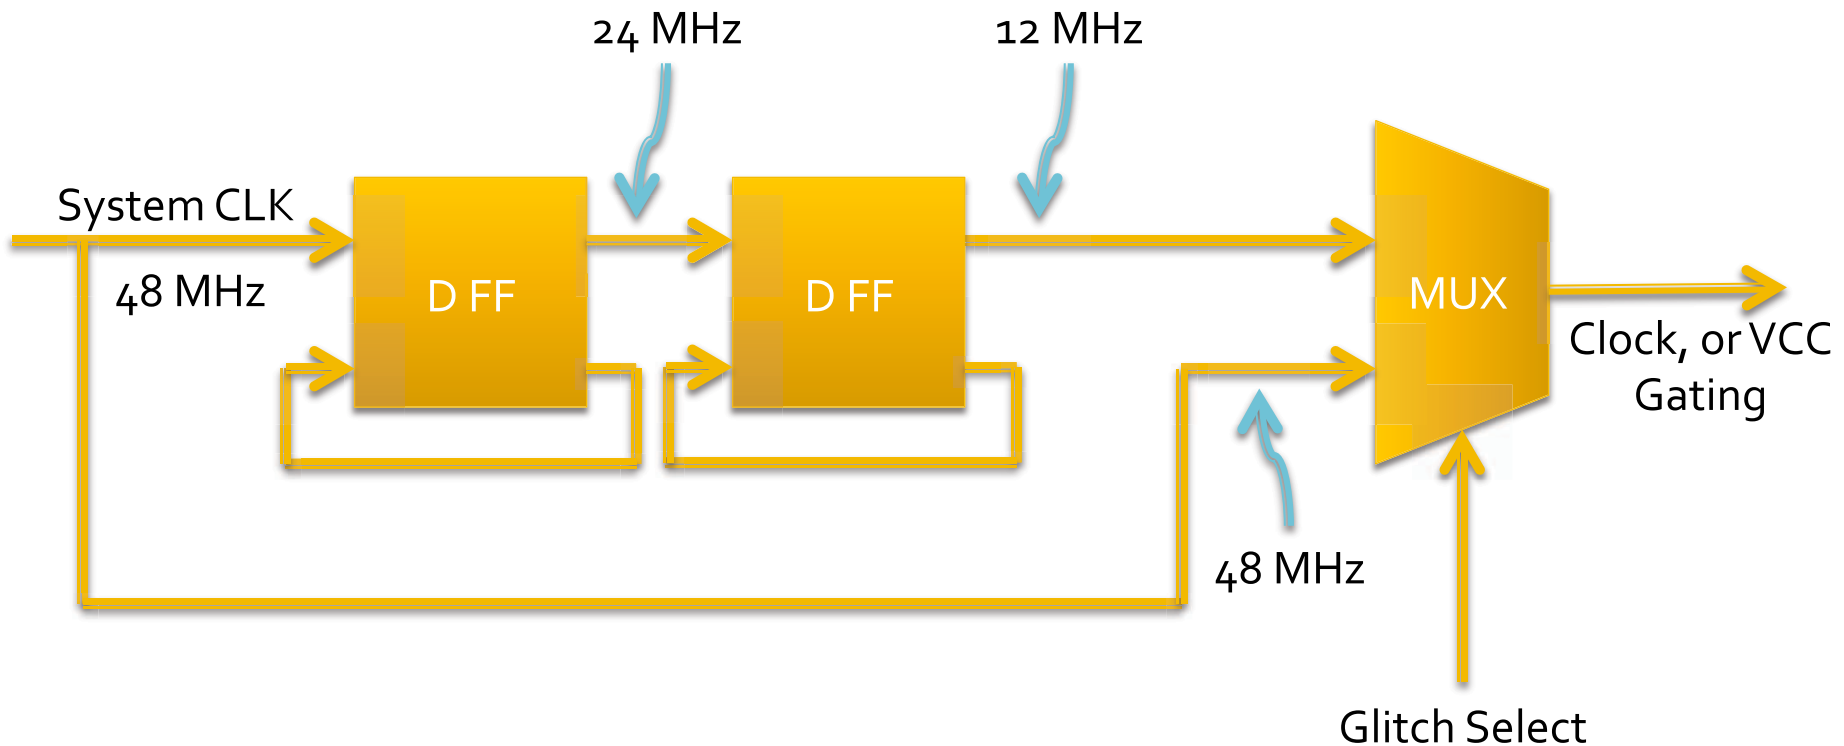 24 MHz
12 MHz
System CLK
48 MHz
D FF
D FF
MUX
Clock, or VCC
Gating
48 MHz
Glitch Select